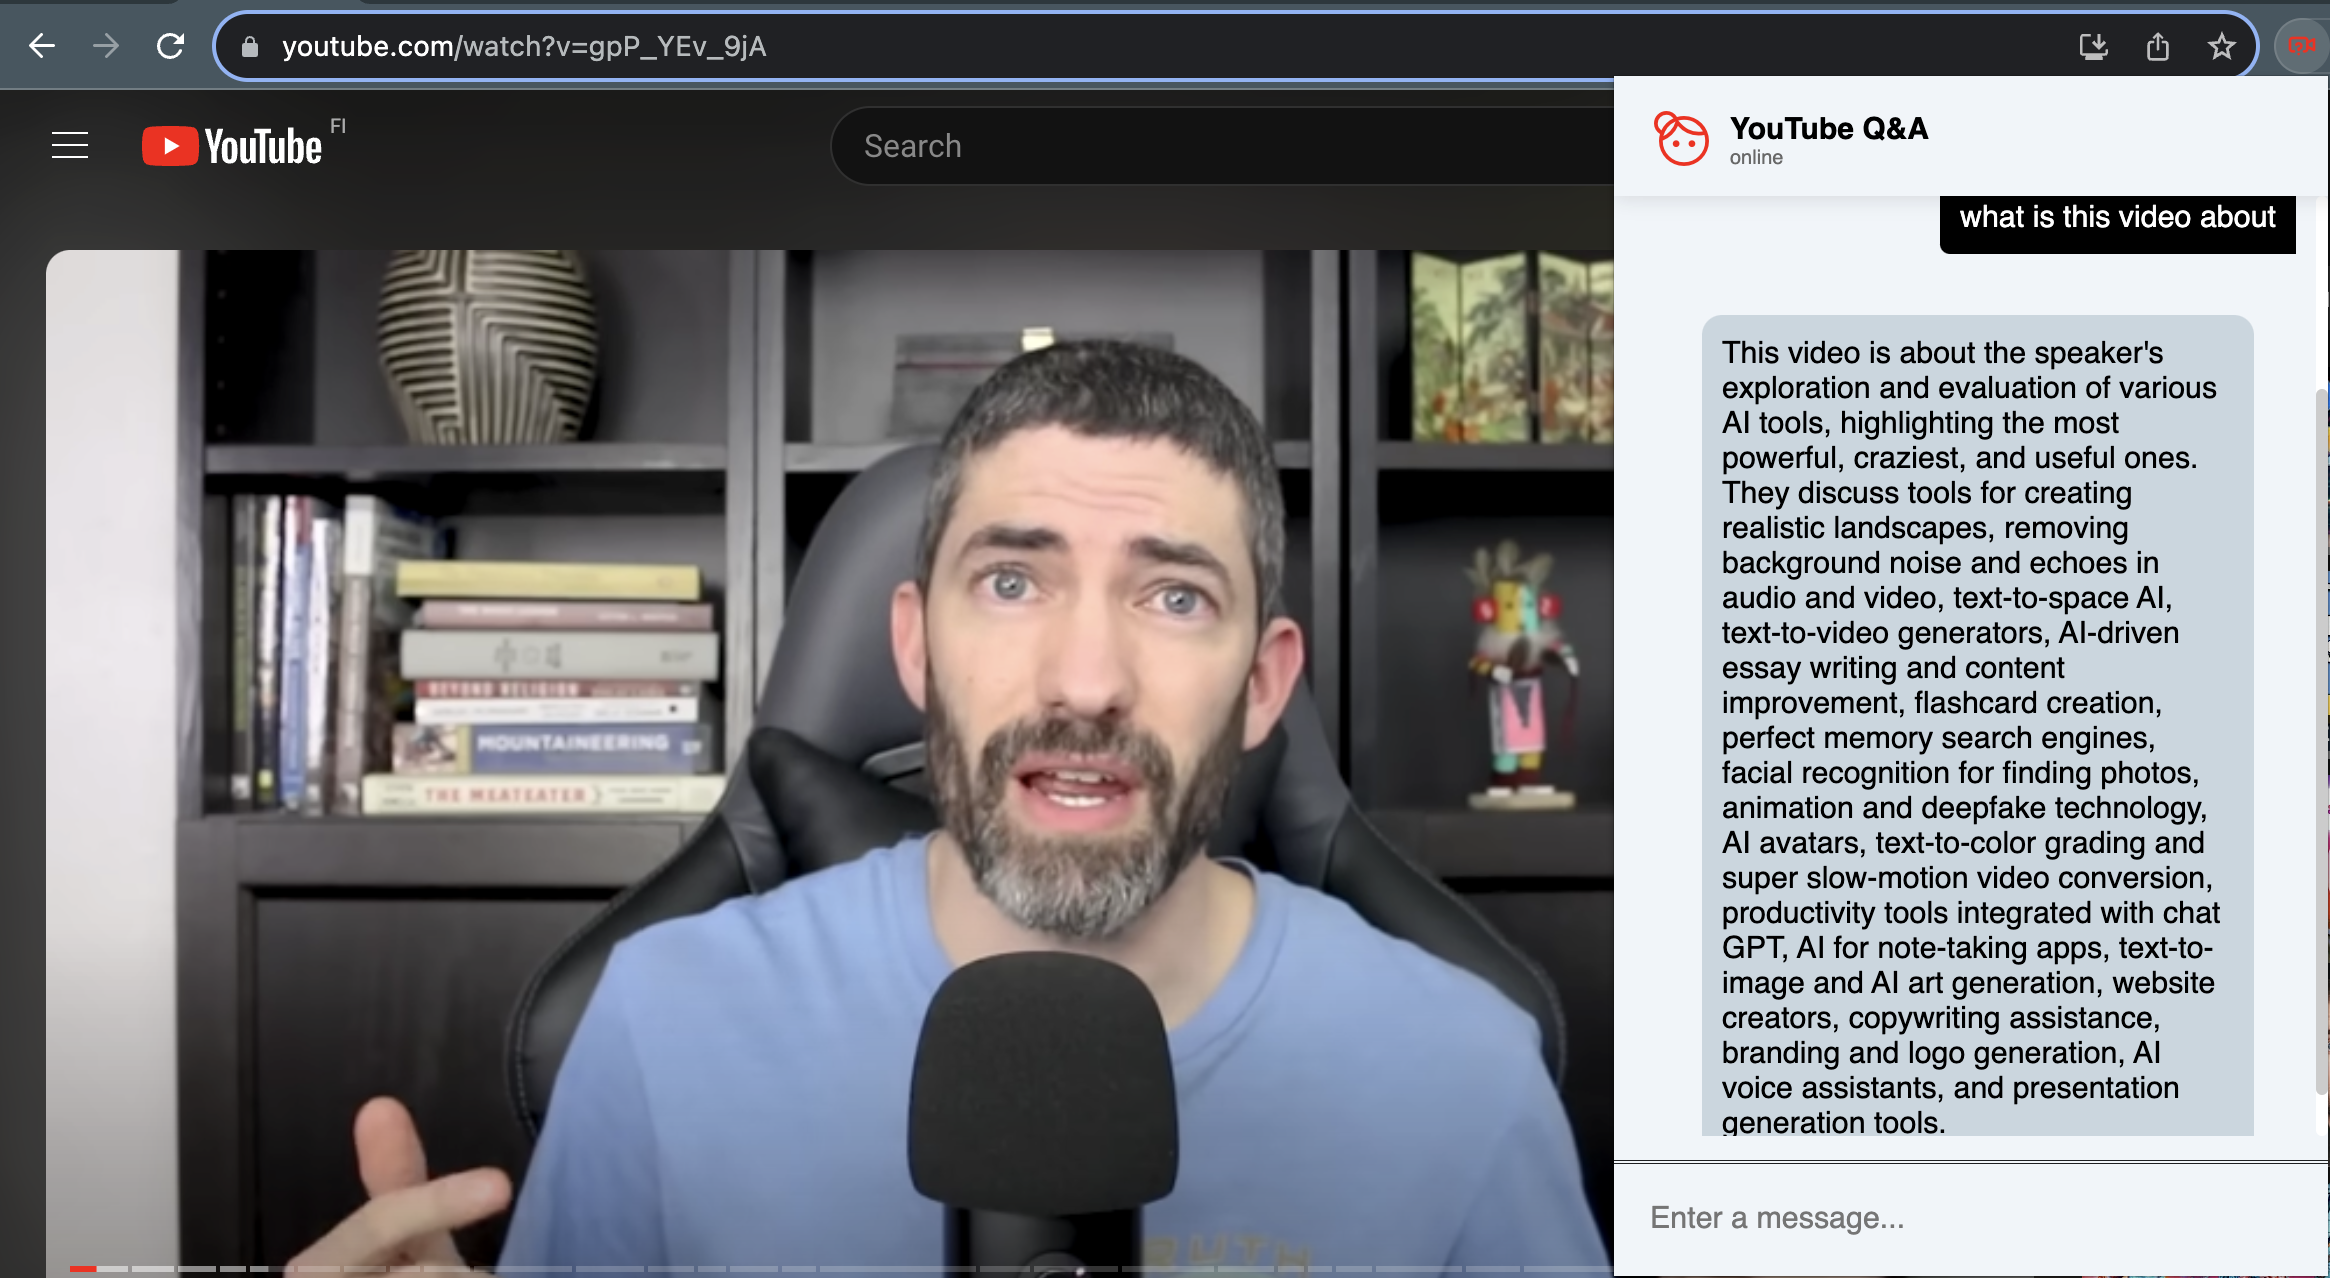 youtube.com/watch?v=gpP_YEv_9jA
YouTube FI
Search
YouTube Q&A
online
what is this video about
This video is about the speaker's
exploration and evaluation of various
AI tools, highlighting the most
powerful, craziest, and useful ones.
They discuss tools for creating
realistic landscapes, removing
background noise and echoes in
audio and video, text-to-space AI,
text-to-video generators, AI-driven
essay writing and content
improvement, flashcard creation,
perfect memory search engines,
facial recognition for finding photos,
animation and deepfake technology,
AI avatars, text-to-color grading and
super slow-motion video conversion,
productivity tools integrated with chat
GPT, AI for note-taking apps, text-to-
image and AI art generation, website
creators, copywriting assistance,
branding and logo generation, AI
voice assistants, and presentation
generation tools.
Enter a message...
BEYOND RELIGION
MOUNTAINEERING
THE MEATEATER